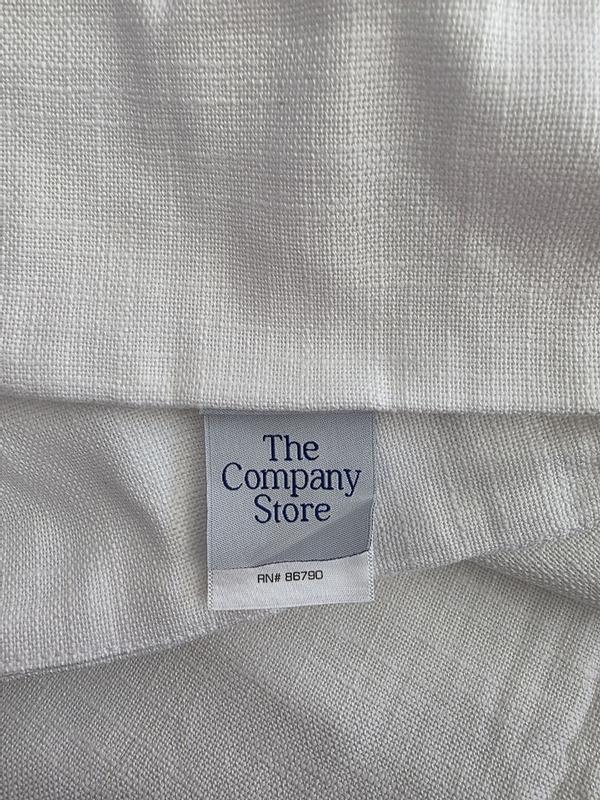 The
Company
Store
RN# 86790